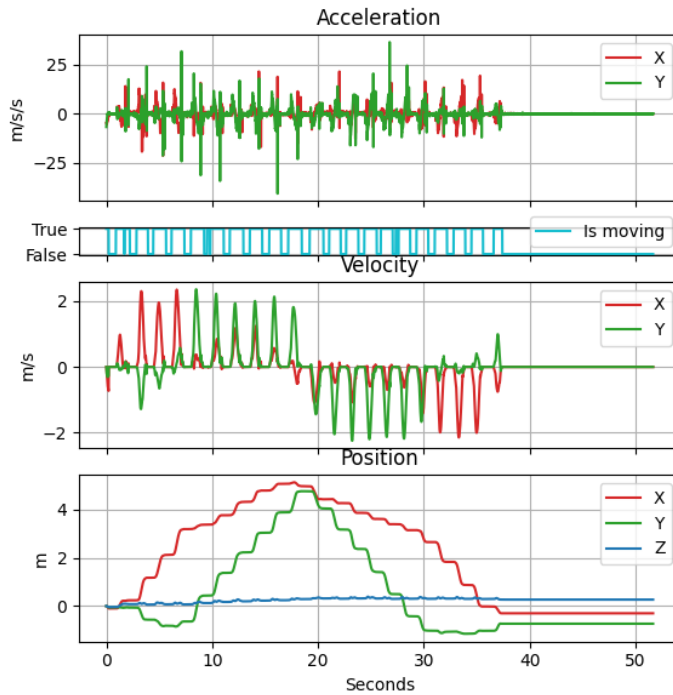 Acceleration
m/s/s
25
0
−25
X
Y
True
False
Is moving
Velocity
m/s
2
0
−2
X
Y
Position
m
4
2
0
X
Y
Z
0 10 20 30 40 50
Seconds